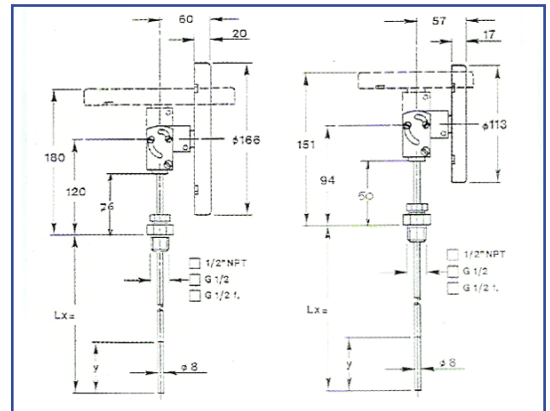 60
20
180
120
ϕ166
1/2"NPT
G 1/2
G 1/2 f.
Lx=
y
ϕ8
57
17
151
94
50
ϕ113
1/2"NPT
G 1/2
G 1/2 f.
Lx=
y
ϕ8